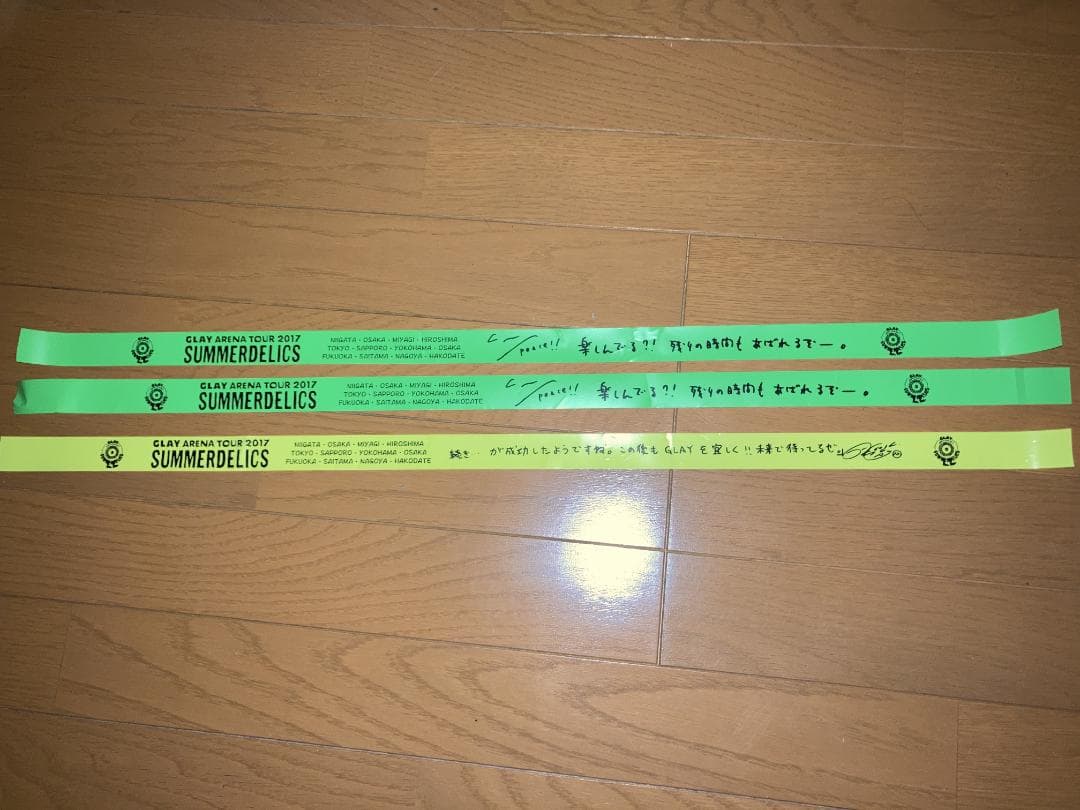 GLAY ARENA TOUR 2017
SUMMERDELICS
NIIGATA - OSAKA - MIYAGI - HIROSHIMA
TOKYO - SAPPORO - YOKOHAMA - OSAKA
FUKUOKA - SAITAMA - NAGOYA - HAKODATE
peace!! 楽しんでる?! 残りの時間も あばれるでー。
GLAY ARENA TOUR 2017
SUMMERDELICS
NIIGATA - OSAKA - MIYAGI - HIROSHIMA
TOKYO - SAPPORO - YOKOHAMA - OSAKA
FUKUOKA - SAITAMA - NAGOYA - HAKODATE
peace!! 楽しんでる?! 残りの時間も あばれるでー。
GLAY ARENA TOUR 2017
SUMMERDELICS
NIIGATA - OSAKA - MIYAGI - HIROSHIMA
TOKYO - SAPPORO - YOKOHAMA - OSAKA
FUKUOKA - SAITAMA - NAGOYA - HAKODATE
続き… が成功したようですね。この後も GLAY を宜しく!! 未来で待ってるぜ